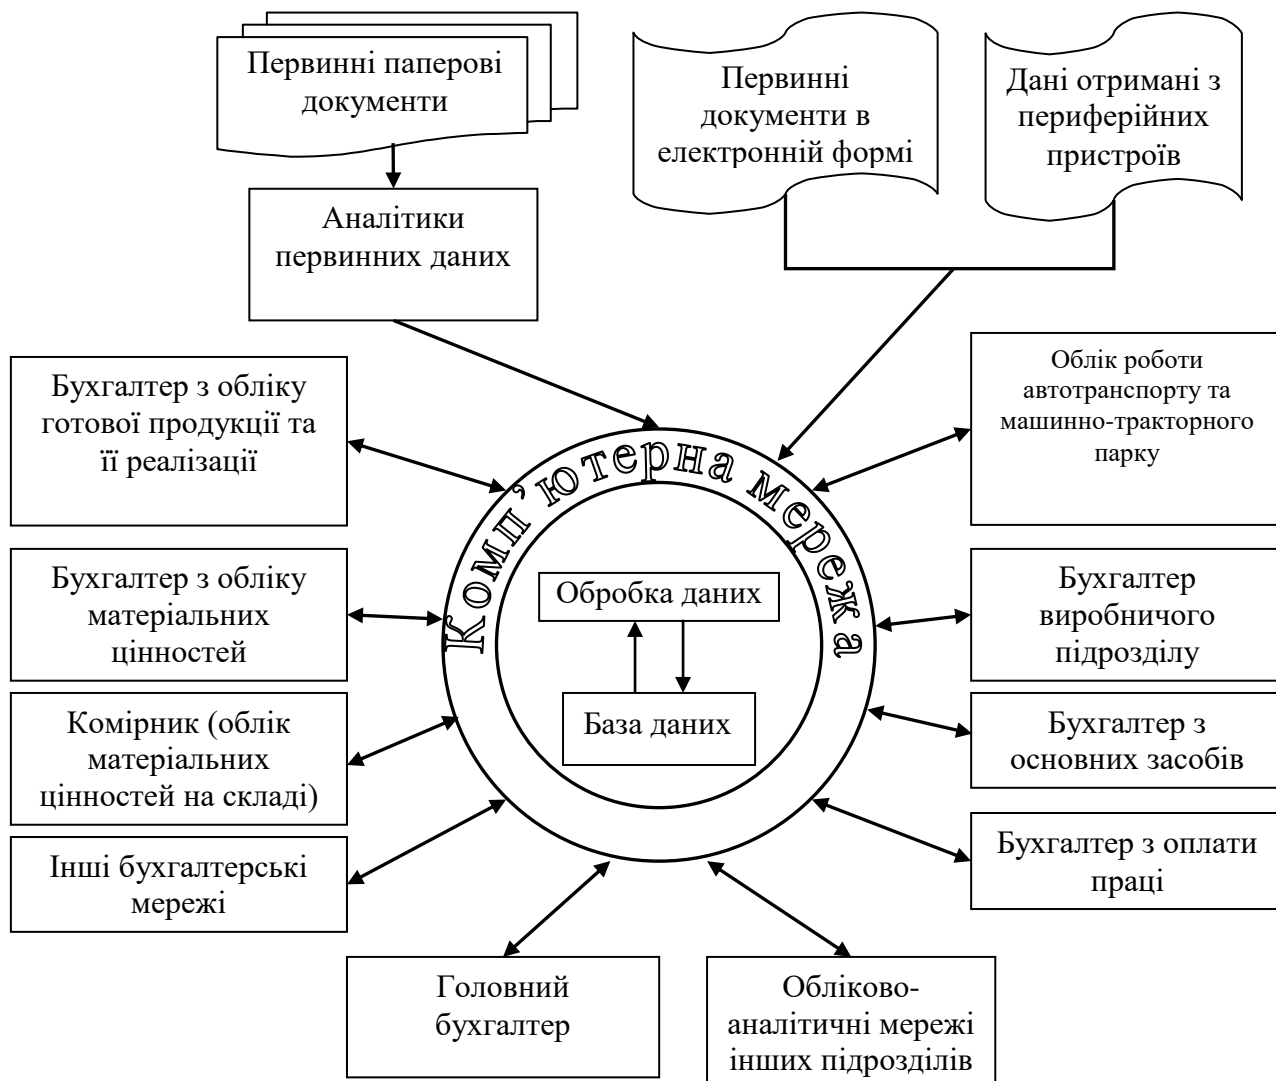 Первинні паперові
документи
Первинні
документи в
електронній формі
Дані отримані з
периферійних
пристроїв
Аналітики
первинних даних
Бухгалтер з обліку
готової продукції та
її реалізації
Облік роботи
автотранспорту та
машинно-тракторного
парку
Комп’ютерна мережа
Бухгалтер з обліку
матеріальних
цінностей
Обробка даних
База даних
Бухгалтер
виробничого
підрозділу
Комірник (облік
матеріальних
цінностей на складі)
Бухгалтер з
основних засобів
Інші бухгалтерські
мережі
Бухгалтер з оплати
праці
Головний
бухгалтер
Обліково-
аналітичні мережі
інших підрозділів